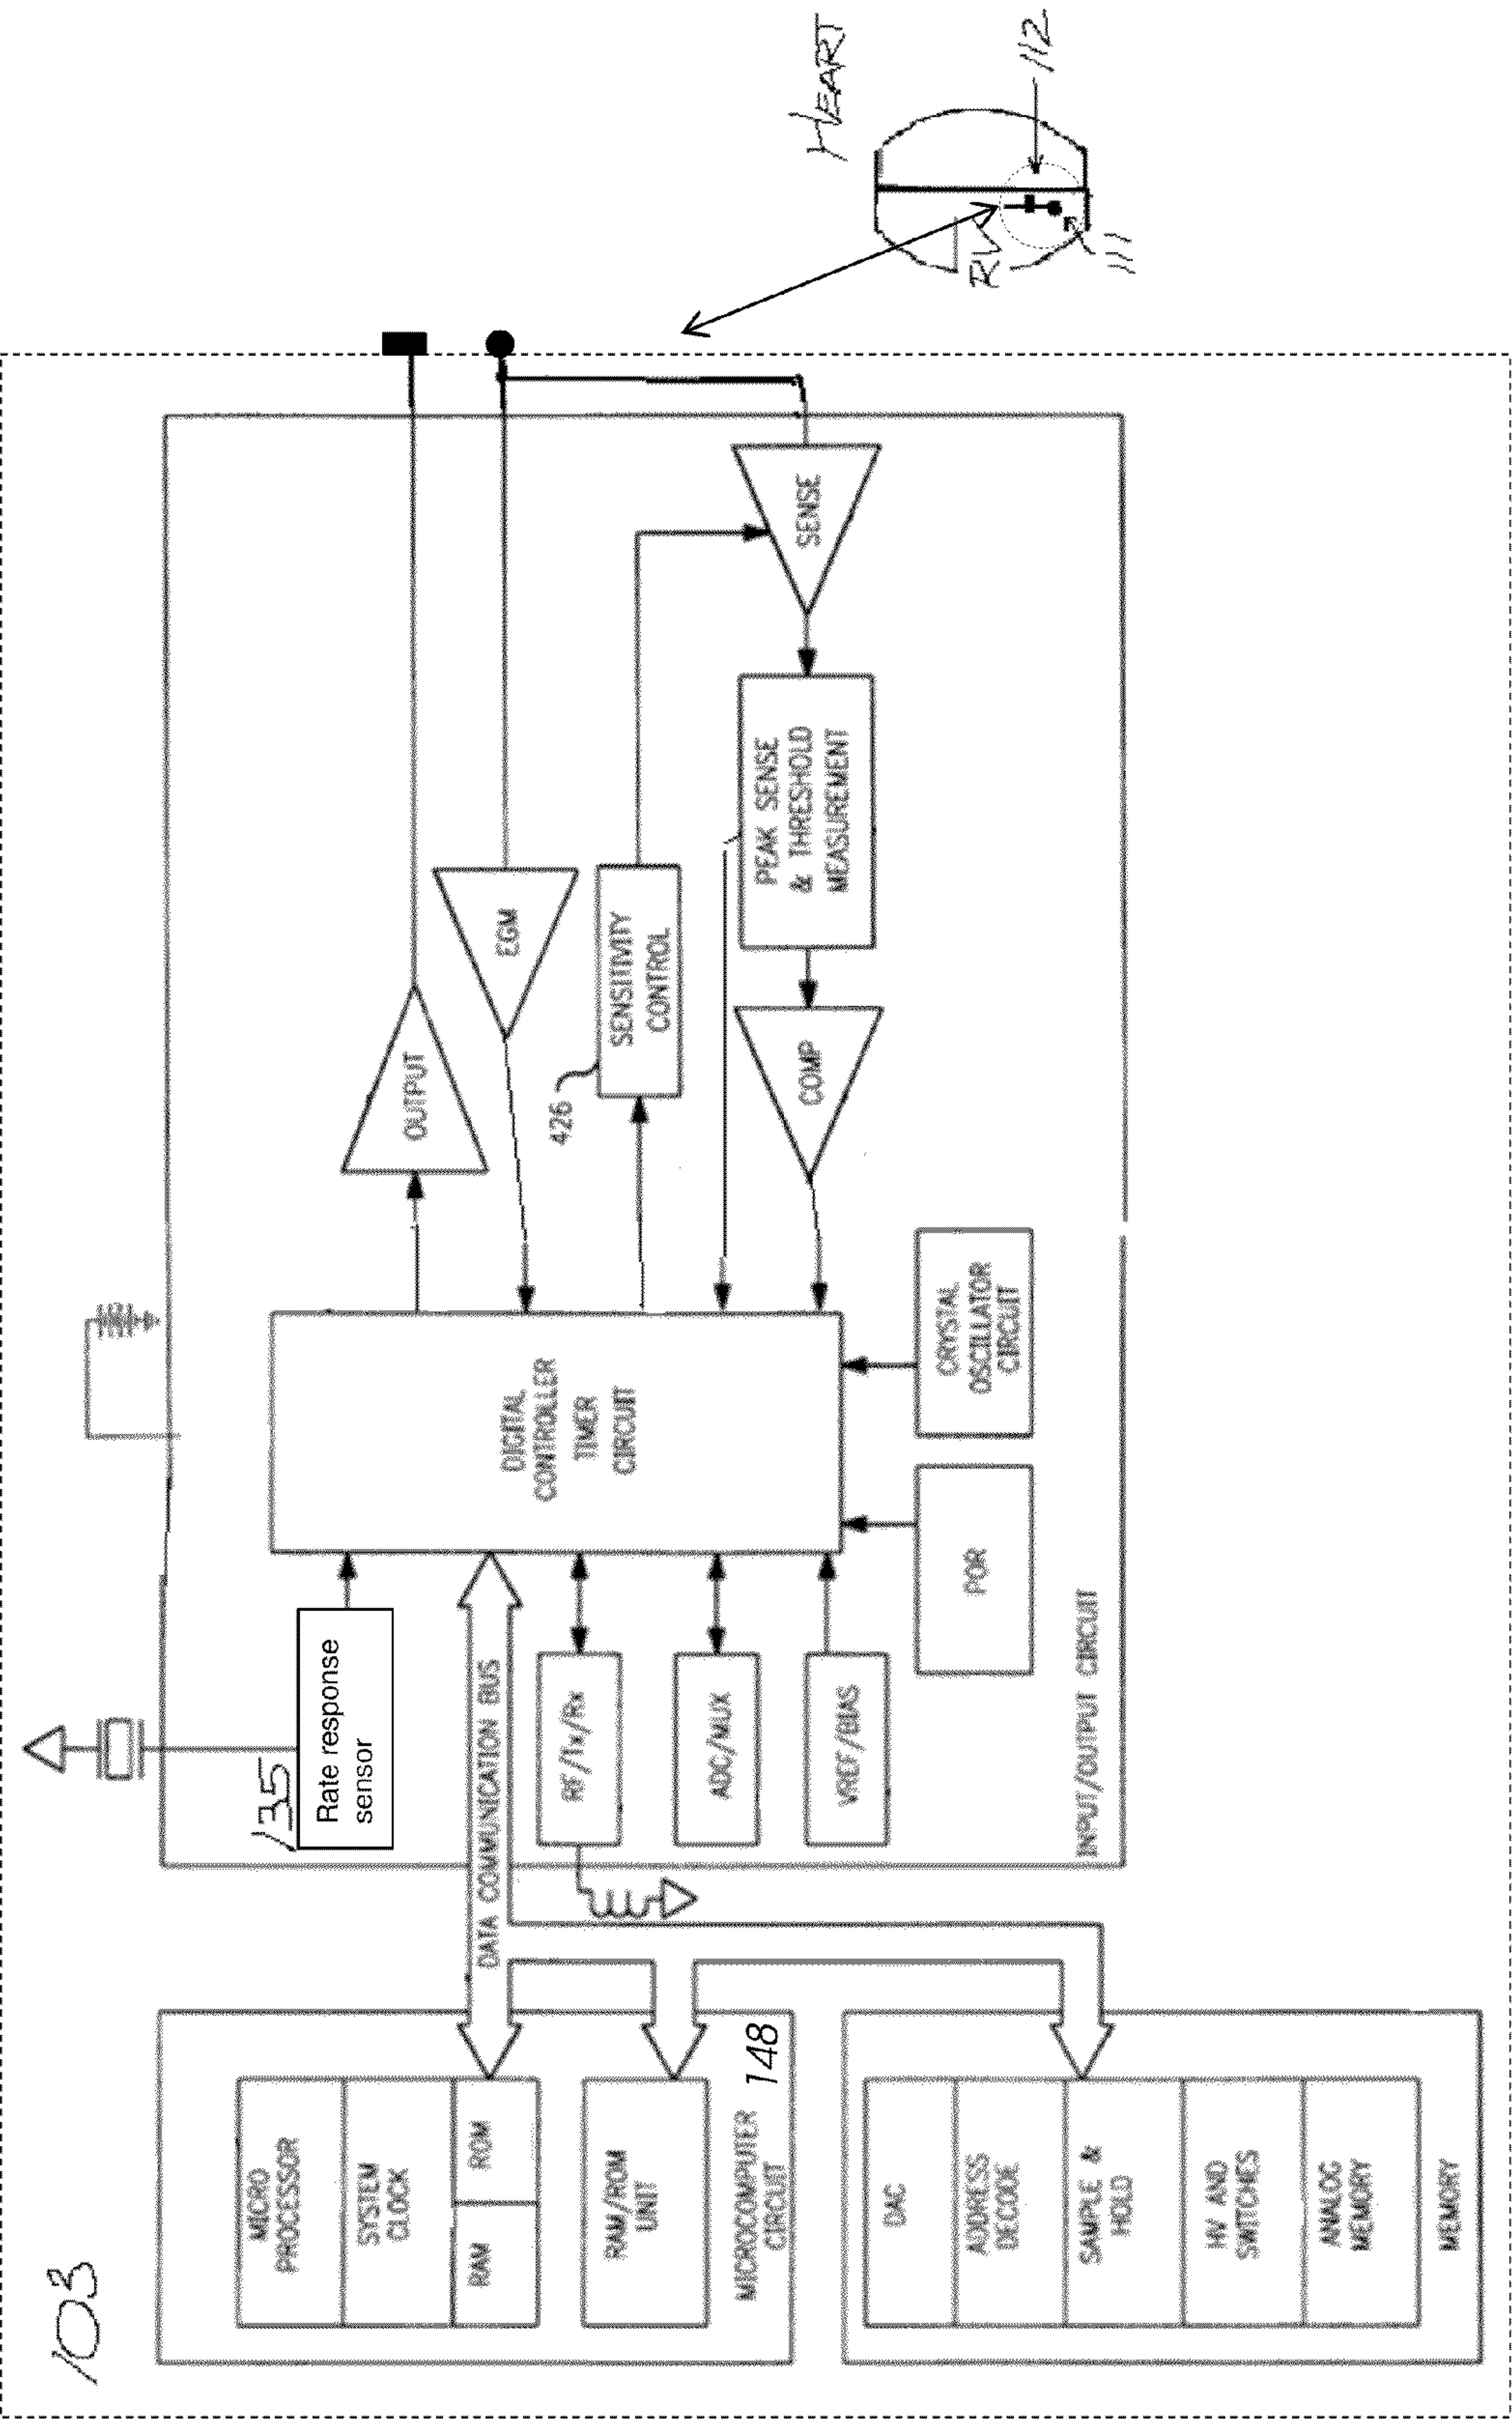 103
MICRO
PROCESSOR
SYSTEM
CLOCK
RAM
ROM
RAM/ROM
UNIT
MICROCOMPUTER
CIRCUIT
148
DAC
ADDRESS
DECODE
SAMPLE &
HOLD
HV AND
SWITCHES
ANALOG
MEMORY
MEMORY
DATA COMMUNICATION BUS
135
Rate response
sensor
RF/Tx/Rx
ADC/MUX
VREF/BIAS
POR
CRYSTAL
OSCILLATOR
CIRCUIT
INPUT/OUTPUT CIRCUIT
DIGITAL
CONTROLLER
TIMER
CIRCUIT
OUTPUT
EGM
426
SENSITIVITY
CONTROL
COMP
PEAK SENSE
& THRESHOLD
MEASUREMENT
SENSE
HEART
RV
111
112